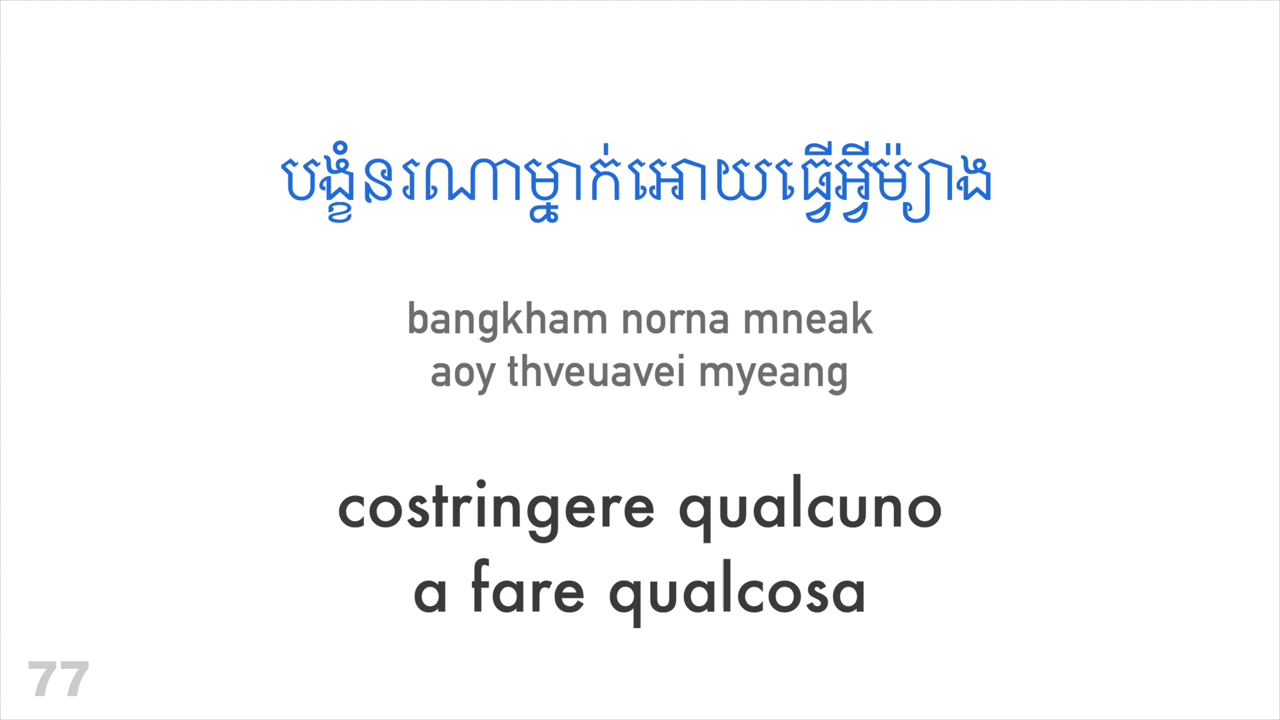 បង្ខំនរណាម្នាក់អោយធ្វើអ្វីម៉្យាង
bangkham norna mneak
aoy thveuavei myeang
costringere qualcuno
a fare qualcosa
77